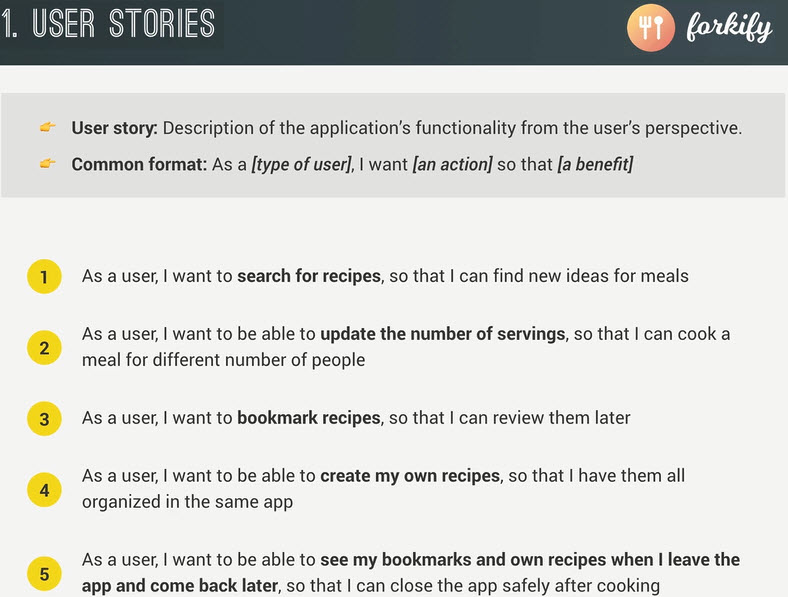 1. USER STORIES
forkify
User story: Description of the application’s functionality from the user’s perspective.
Common format: As a [type of user], I want [an action] so that [a benefit]
1
As a user, I want to search for recipes, so that I can find new ideas for meals
2
As a user, I want to be able to update the number of servings, so that I can cook a
meal for different number of people
3
As a user, I want to bookmark recipes, so that I can review them later
4
As a user, I want to be able to create my own recipes, so that I have them all
organized in the same app
5
As a user, I want to be able to see my bookmarks and own recipes when I leave the
app and come back later, so that I can close the app safely after cooking